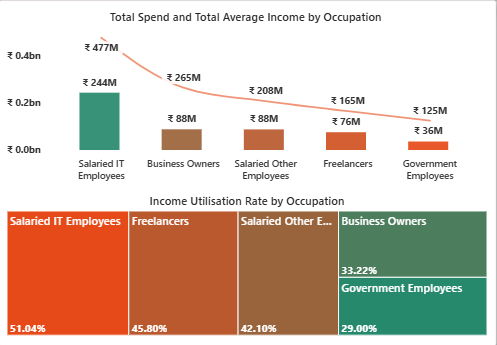 Total Spend and Total Average Income by Occupation
₹ 0.4bn
₹ 0.2bn
₹ 0.0bn
₹ 477M
₹ 265M
₹ 208M
₹ 165M
₹ 125M
₹ 244M
₹ 88M
₹ 88M
₹ 76M
₹ 36M
Salaried IT
Employees
Business Owners
Salaried Other
Employees
Freelancers
Government
Employees
Income Utilisation Rate by Occupation
Salaried IT Employees
51.04%
Freelancers
45.80%
Salaried Other E...
42.10%
Business Owners
33.22%
Government Employees
29.00%